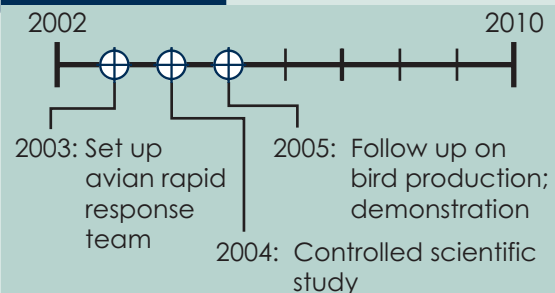 2002
2010
2003: Set up
avian rapid
response
team
2005: Follow up on
bird production;
demonstration
2004: Controlled scientific
study